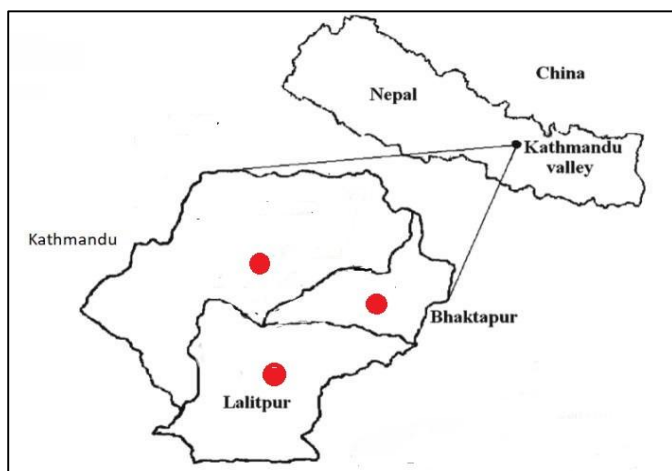 China
Nepal
Kathmandu
valley
Kathmandu
Bhaktapur
Lalitpur